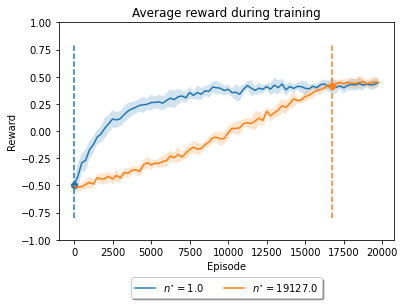 Average reward during training
1.00
0.75
0.50
0.25
0.00
−0.25
−0.50
−0.75
−1.00
Reward
0 2500 5000 7500 10000 12500 15000 17500 20000
Episode
n* = 1.0 n* = 19127.0